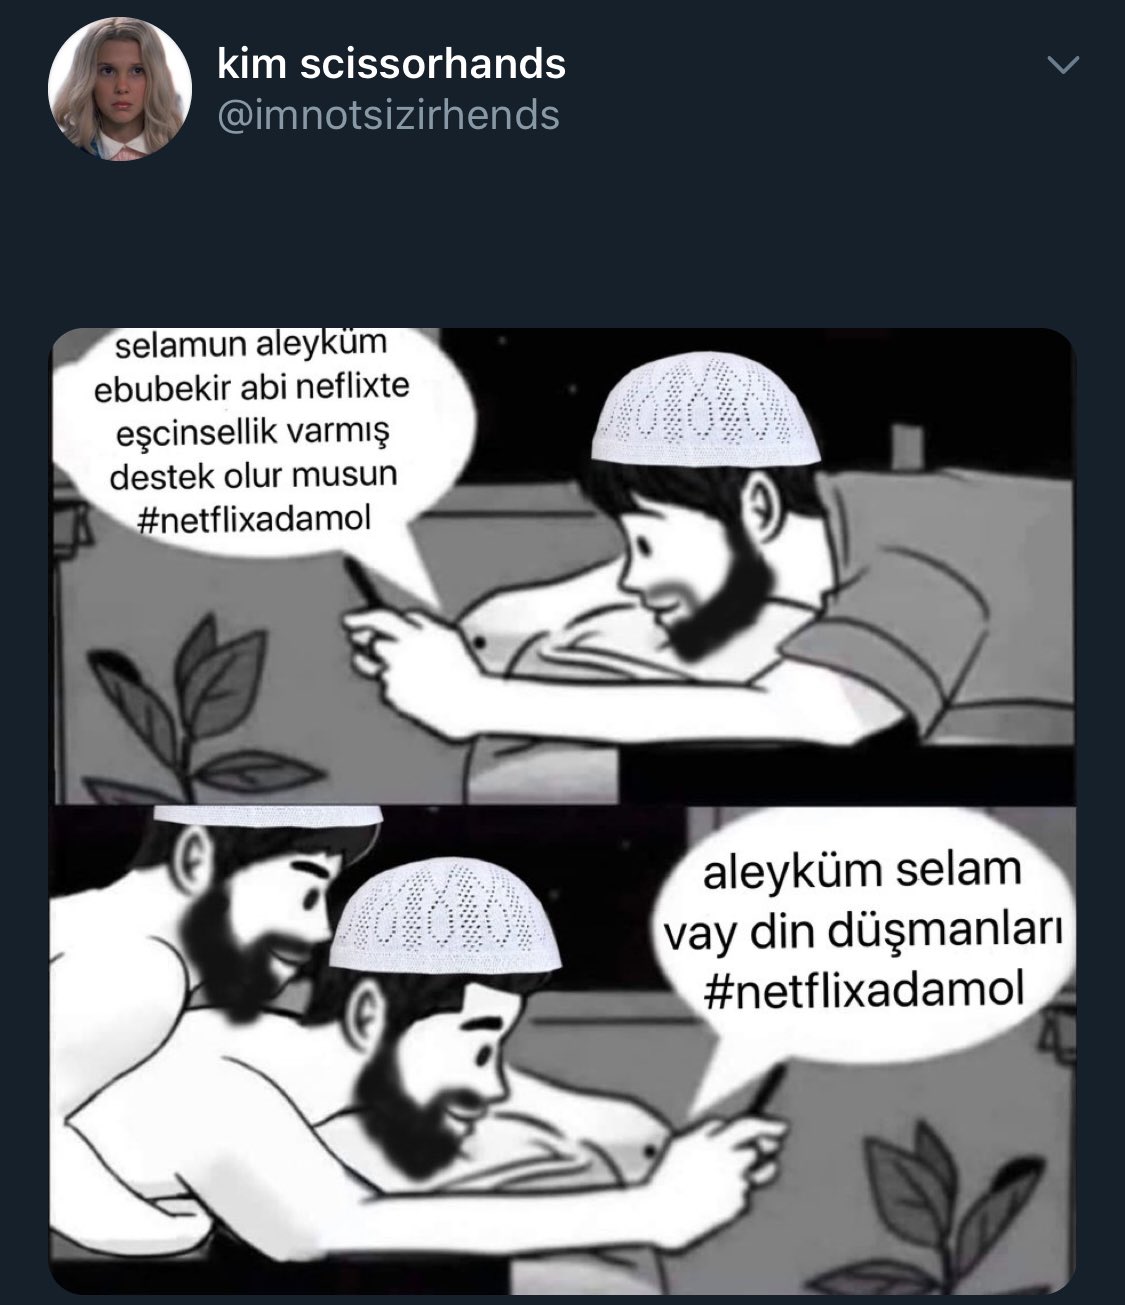 kim scissorhands
@imnotsizirhends
selamun aleyküm
ebubekir abi neflixte
eşcinsellik varmış
destek olur musun
#netflixadamol
aleyküm selam
vay din düşmanları
#netflixadamol